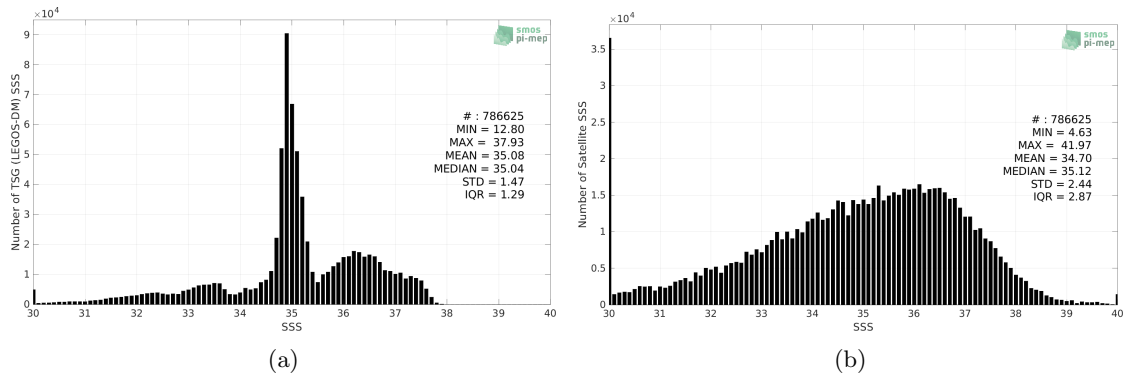 ×10⁴
smos
pi-mep
9
8
7
6
5
4
3
2
1
0
Number of TSG (LEGOS-DM) SSS
# : 786625
MIN = 12.80
MAX = 37.93
MEAN = 35.08
MEDIAN = 35.04
STD = 1.47
IQR = 1.29
30 31 32 33 34 35 36 37 38 39 40
SSS
(a)
×10⁴
smos
pi-mep
3.5
3
2.5
2
1.5
1
0.5
0
Number of Satellite SSS
# : 786625
MIN = 4.63
MAX = 41.97
MEAN = 34.70
MEDIAN = 35.12
STD = 2.44
IQR = 2.87
30 31 32 33 34 35 36 37 38 39 40
SSS
(b)